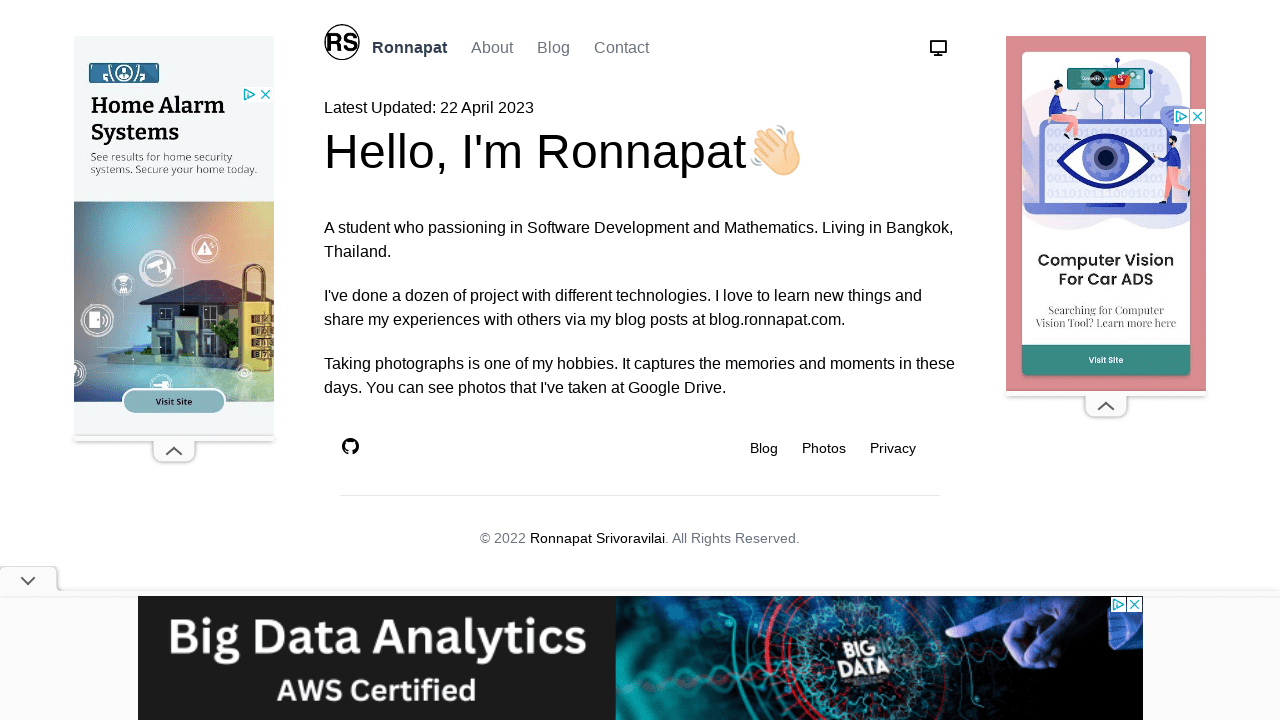 RS Ronnapat About Blog Contact
Latest Updated: 22 April 2023
Hello, I'm Ronnapat
A student who passioning in Software Development and Mathematics. Living in Bangkok,
Thailand.
I've done a dozen of project with different technologies. I love to learn new things and
share my experiences with others via my blog posts at blog.ronnapat.com.
Taking photographs is one of my hobbies. It captures the memories and moments in these
days. You can see photos that I've taken at Google Drive.
Blog Photos Privacy
© 2022 Ronnapat Srivoravilai. All Rights Reserved.
Home Alarm
Systems
See results for home security
systems. Secure your home today.
Visit Site
Computer Vision
For Car ADS
Searching for Computer
Vision Tool? Learn more here
Visit Site
Big Data Analytics
AWS Certified
BIG
DATA